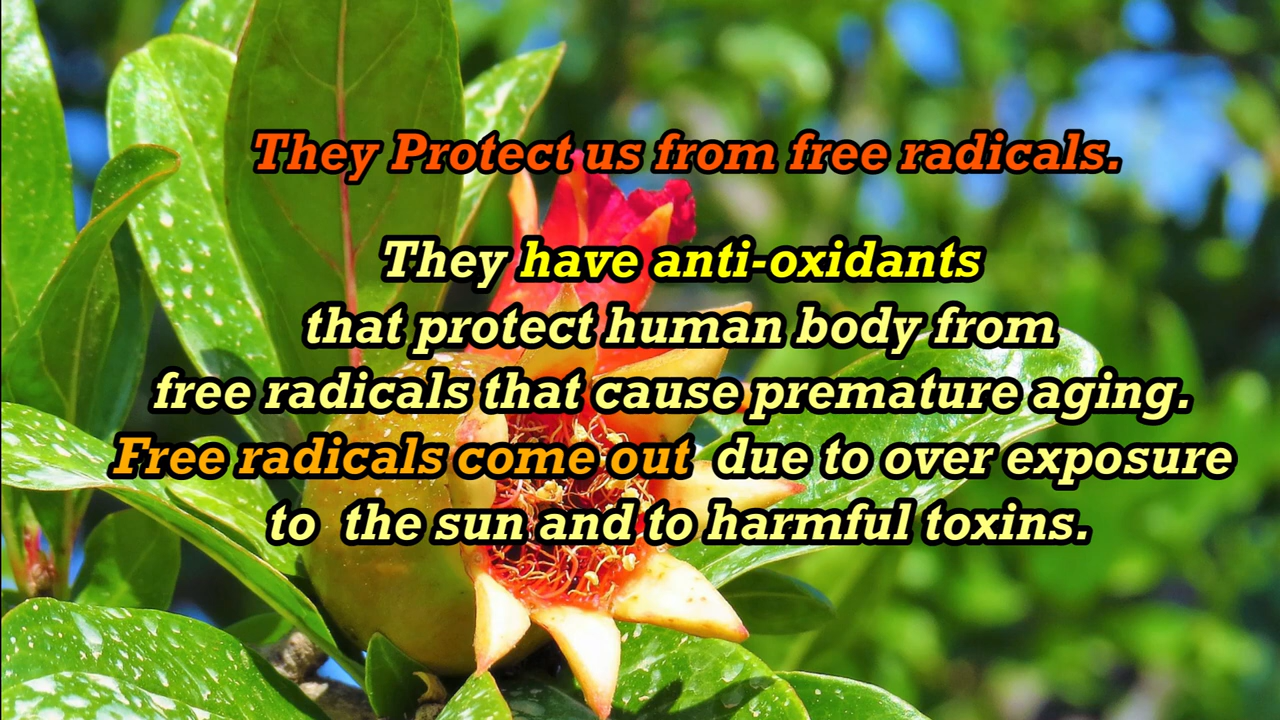 They Protect us from free radicals.
They have anti-oxidants
that protect human body from
free radicals that cause premature aging.
Free radicals come out due to over exposure
to the sun and to harmful toxins.